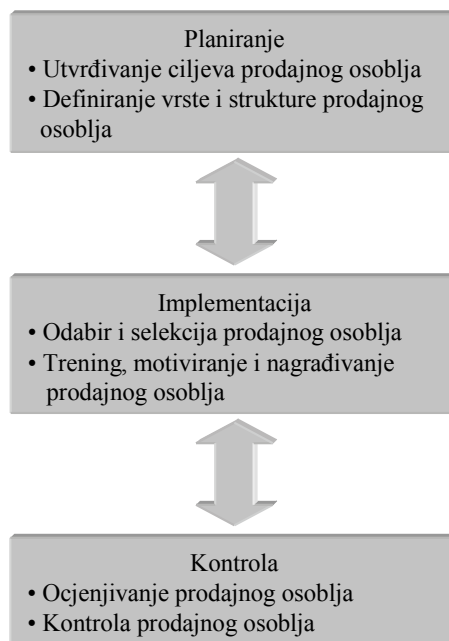 Planiranje
• Utvrđivanje ciljeva prodajnog osoblja
• Definiranje vrste i strukture prodajnog
osoblja
Implementacija
• Odabir i selekcija prodajnog osoblja
• Trening, motiviranje i nagrađivanje
prodajnog osoblja
Kontrola
• Ocjenjivanje prodajnog osoblja
• Kontrola prodajnog osoblja